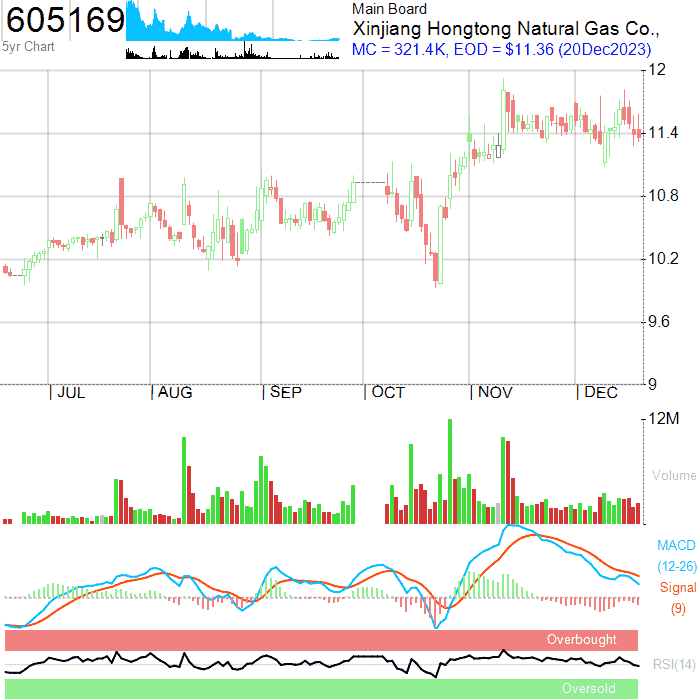 605169
5yr Chart
Main Board
Xinjiang Hongtong Natural Gas Co.,
MC = 321.4K, EOD = $11.36 (20Dec2023)
12
11.4
10.8
10.2
9.6
9
JUL
AUG
SEP
OCT
NOV
DEC
12M
Volume
MACD
(12-26)
Signal
(9)
Overbought
RSI(14)
Oversold